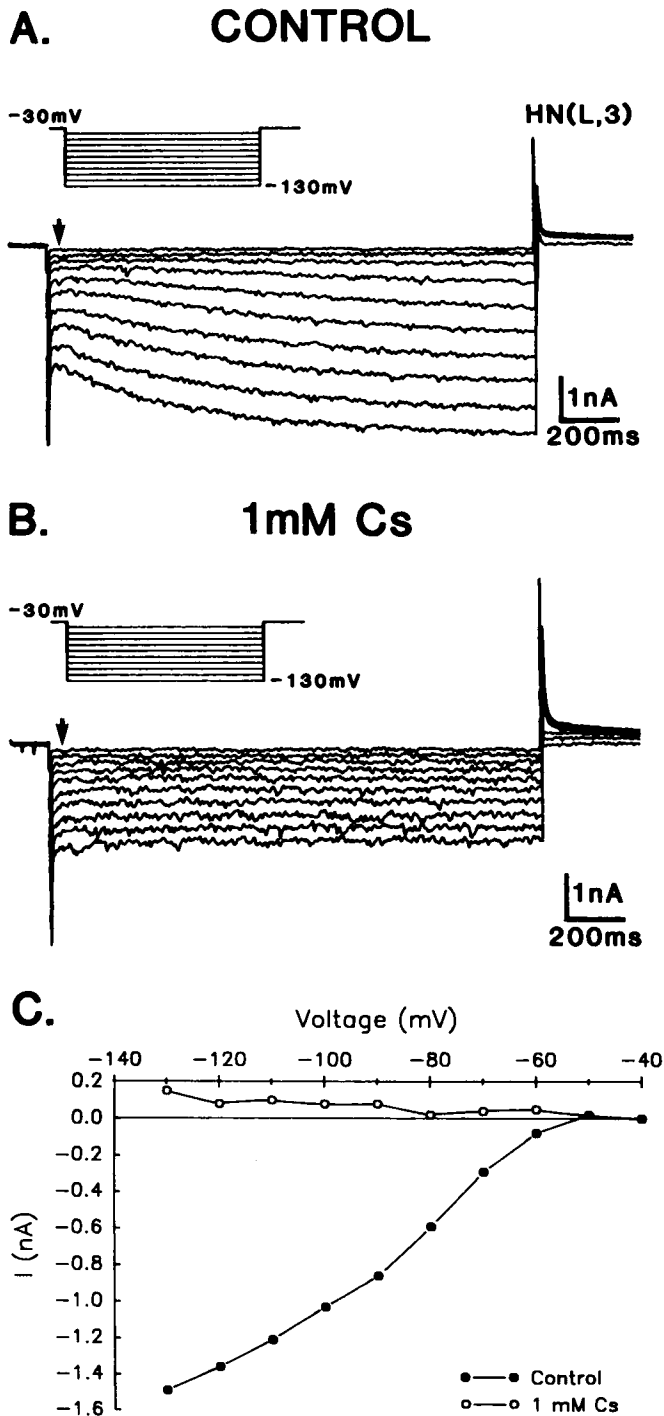 A. CONTROL
-30mV
HN(L,3)
-130mV
1nA
200ms
B. 1mM Cs
-30mV
-130mV
1nA
200ms
C.
Voltage (mV)
-140 -120 -100 -80 -60 -40
0.2
0.0
-0.2
-0.4
-0.6
-0.8
-1.0
-1.2
-1.4
-1.6
I (nA)
Control
1 mM Cs